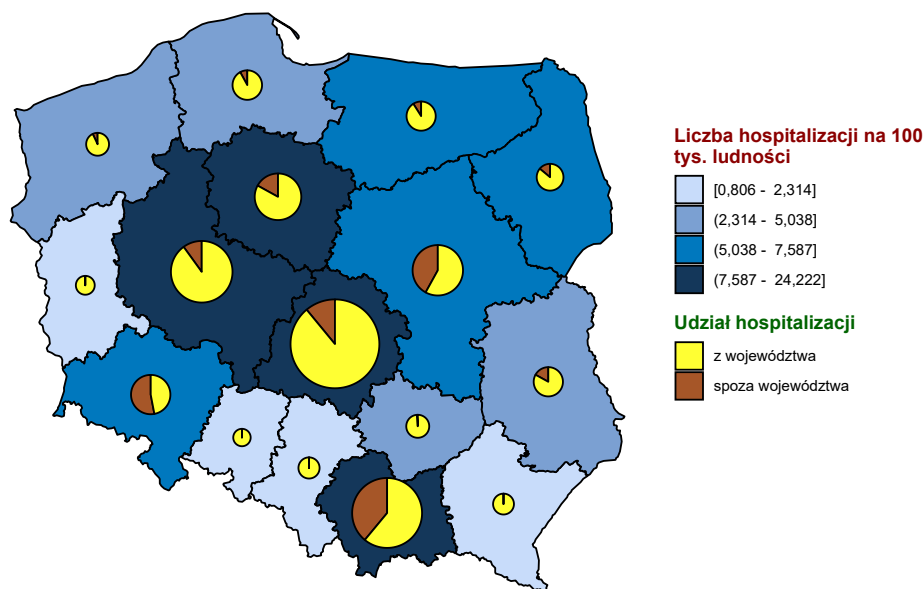 Liczba hospitalizacji na 100
tys. ludności
[0,806 - 2,314]
(2,314 - 5,038]
(5,038 - 7,587]
(7,587 - 24,222]
Udział hospitalizacji
z województwa
spoza województwa